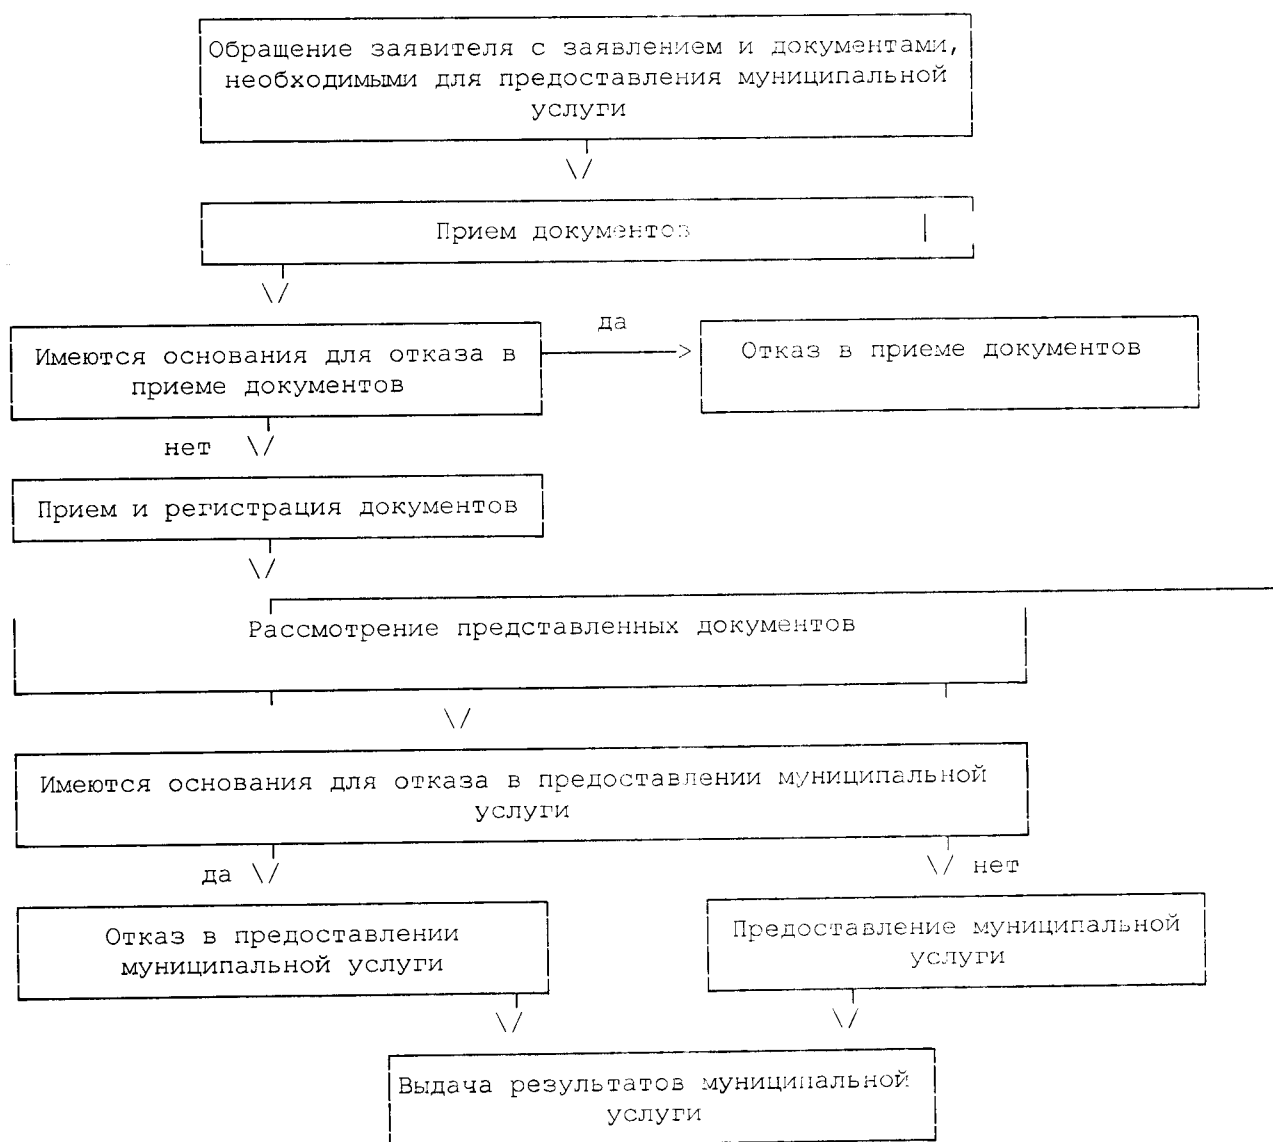 Обращение заявителя с заявлением и документами,
необходимыми для предоставления муниципальной
услуги
\/
Прием документов
\/
да
Имеются основания для отказа в
приеме документов
>
Отказ в приеме документов
нет \/
Прием и регистрация документов
\/
Рассмотрение представленных документов
\/
Имеются основания для отказа в предоставлении муниципальной
услуги
да \/
\/ нет
Отказ в предоставлении
муниципальной услуги
Предоставление муниципальной
услуги
\/
\/
Выдача результатов муниципальной
услуги